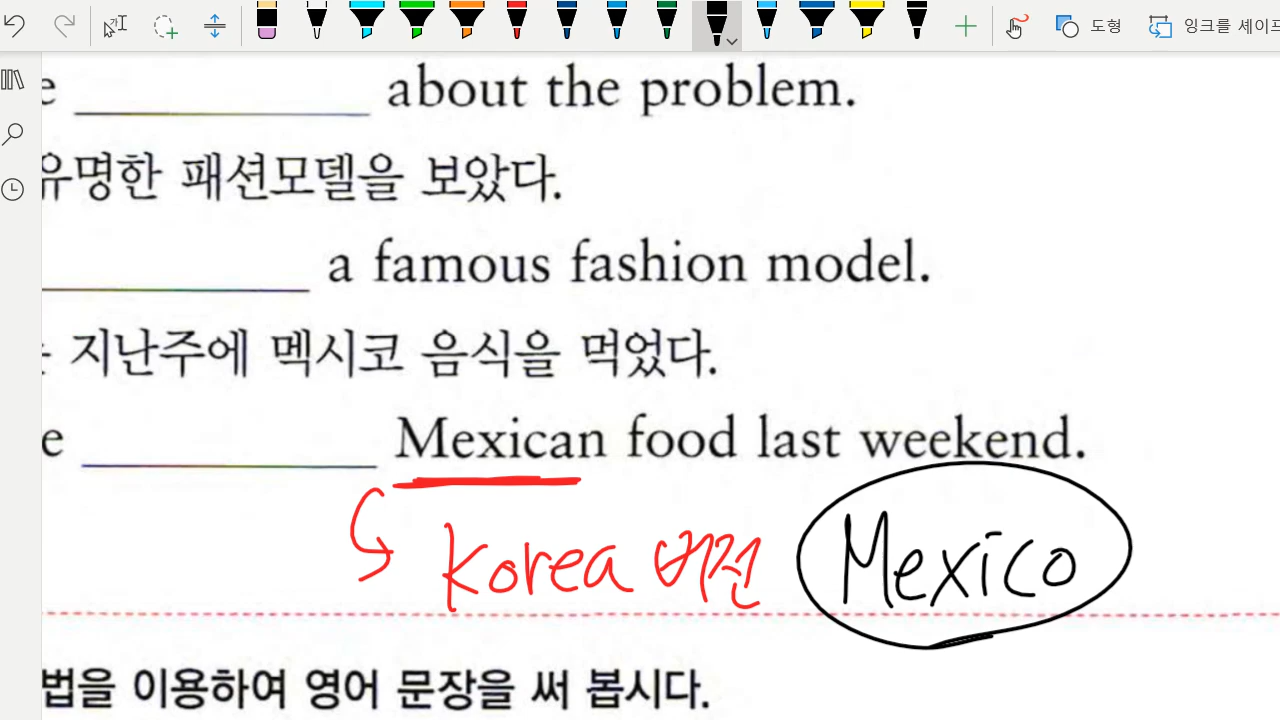 도형 잉크를 셰이프
e about the problem.
유명한 패션모델을 보았다.
a famous fashion model.
지난주에 멕시코 음식을 먹었다.
e Mexican food last weekend.
Korea 버전 Mexico
법을 이용하여 영어 문장을 써 봅시다.